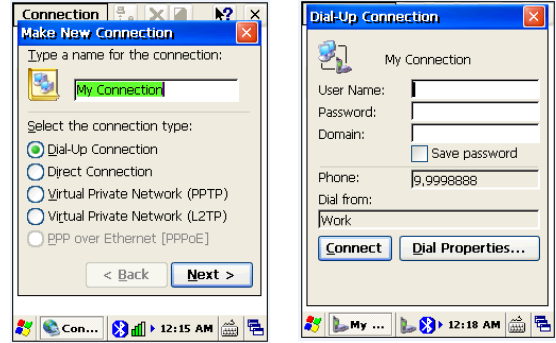 Connection
Make New Connection
Type a name for the connection:
My Connection
Select the connection type:
Dial-Up Connection
Direct Connection
Virtual Private Network (PPTP)
Virtual Private Network (L2TP)
PPP over Ethernet [PPPoE]
< Back
Next >
Con...
12:15 AM
Dial-Up Connection
My Connection
User Name:
Password:
Domain:
Save password
Phone:
9,9998888
Dial from:
Work
Connect
Dial Properties...
My ...
12:18 AM